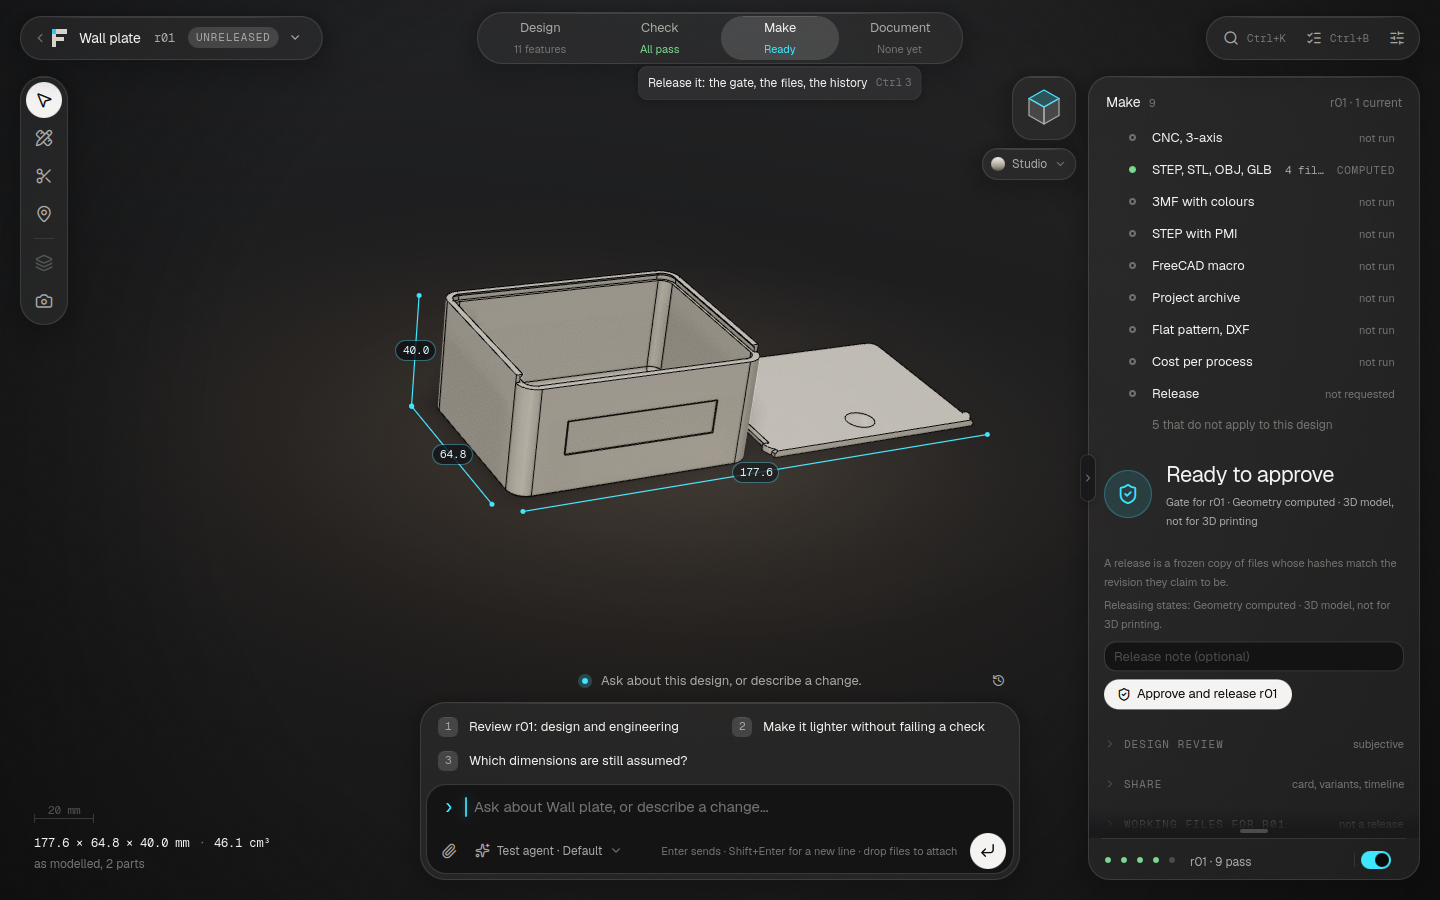 Wall plate r01 UNRELEASED
Design
11 features
Check
All pass
Make
Ready
Document
None yet
Ctrl+K
Ctrl+B
Release it: the gate, the files, the history Ctrl 3
Studio
40.0
64.8
177.6
Make 9 r01 · 1 current
CNC, 3-axis not run
STEP, STL, OBJ, GLB 4 fil… COMPUTED
3MF with colours not run
STEP with PMI not run
FreeCAD macro not run
Project archive not run
Flat pattern, DXF not run
Cost per process not run
Release not requested
5 that do not apply to this design
Ready to approve
Gate for r01 · Geometry computed · 3D model,
not for 3D printing
A release is a frozen copy of files whose hashes match the
revision they claim to be.
Releasing states: Geometry computed · 3D model, not for
3D printing.
Release note (optional)
Approve and release r01
DESIGN REVIEW subjective
SHARE card, variants, timeline
WORKING FILES FOR R01 not a release
r01 · 9 pass
Ask about this design, or describe a change.
1 Review r01: design and engineering
2 Make it lighter without failing a check
3 Which dimensions are still assumed?
Ask about Wall plate, or describe a change…
Test agent · Default
Enter sends · Shift+Enter for a new line · drop files to attach
20 mm
177.6 × 64.8 × 40.0 mm · 46.1 cm³
as modelled, 2 parts